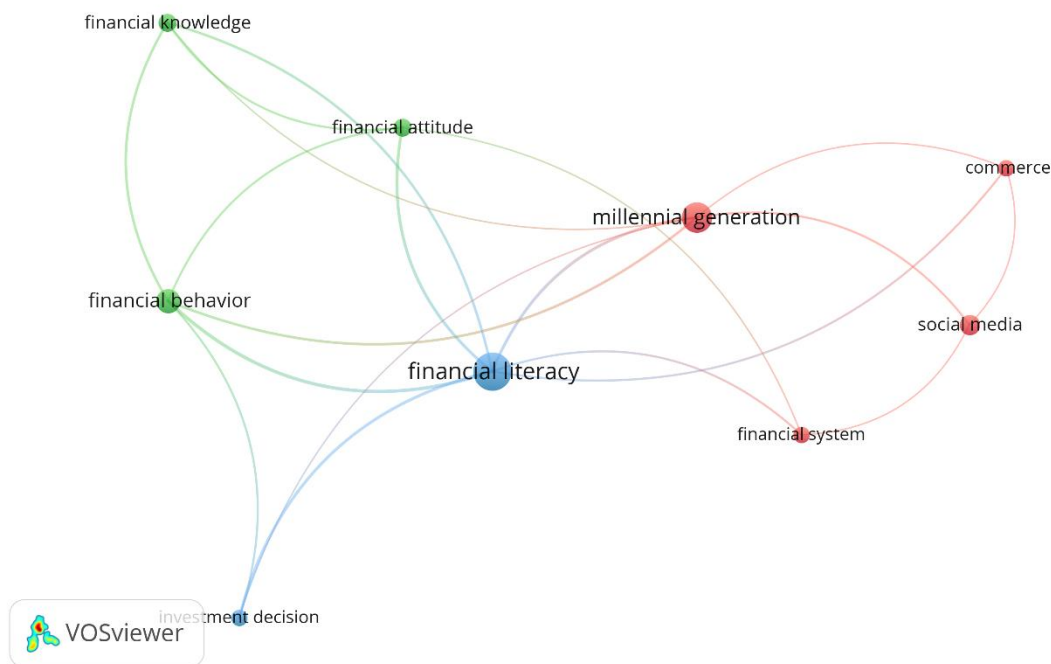 financial knowledge
financial attitude
commerce
millennial generation
financial behavior
social media
financial literacy
financial system
investment decision
VOSviewer